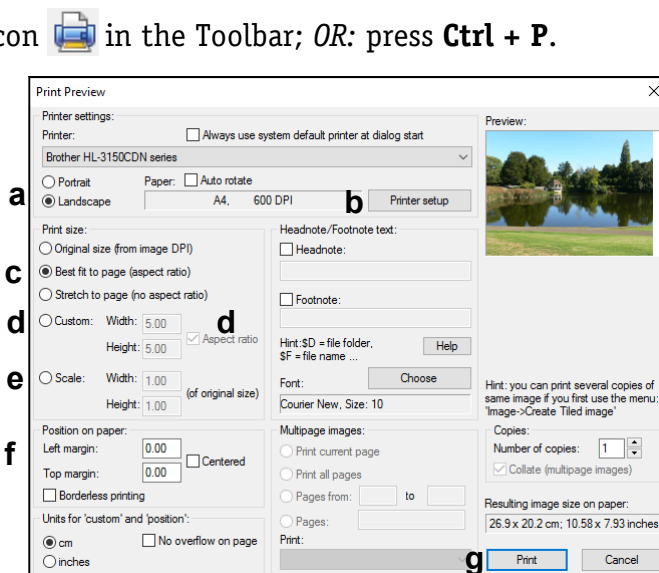 con in the Toolbar; OR: press Ctrl + P.
Print Preview
Printer settings:
Printer: Always use system default printer at dialog start
Brother HL-3150CDN series
Portrait Paper: Auto rotate
a Landscape A4, 600 DPI b Printer setup
Print size:
Original size (from image DPI)
c Best fit to page (aspect ratio)
Stretch to page (no aspect ratio)
d Custom: Width: 5.00 d
Height: 5.00 Aspect ratio
e Scale: Width: 1.00
(of original size)
Height: 1.00
Headnote/Footnote text:
Headnote:
Footnote:
Hint:$D = file folder,
$F = file name ...
Help
Font: Choose
Courier New, Size: 10
f Position on paper:
Left margin: 0.00
Centered
Top margin: 0.00
Borderless printing
Units for 'custom' and 'position':
cm No overflow on page
inches
Multipage images:
Print current page
Print all pages
Pages from: to
Pages:
Print:
Preview:
Hint: you can print several copies of
same image if you first use the menu:
'Image->Create Tiled image'
Copies:
Number of copies: 1
Collate (multipage images)
Resulting image size on paper:
26.9 x 20.2 cm; 10.58 x 7.93 inches
g Print Cancel